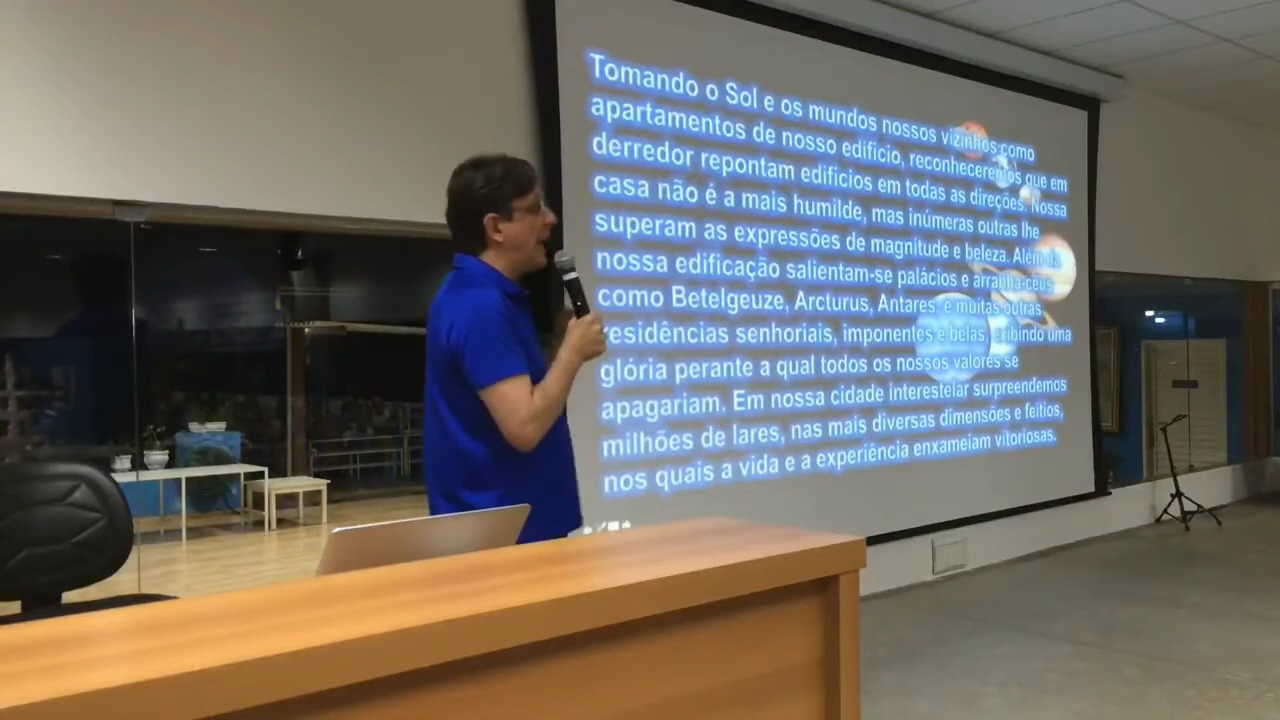 Tomando o Sol e os mundos nossos vizinhos como
apartamentos de nosso edifício, reconheceremos que em
derredor repontam edifícios em todas as direções. Nossa
casa não é a mais humilde, mas inúmeras outras lhe
superam as expressões de magnitude e beleza. Além da
nossa edificação salientam-se palácios e arranha-céus
como Betelgeuze, Arcturus, Antares, e muitas outras
residências senhoriais, imponentes e belas, exibindo uma
glória perante a qual todos os nossos valores se
apagariam. Em nossa cidade interestelar surpreendemos
milhões de lares, nas mais diversas dimensões e feitios,
nos quais a vida e a experiência enxameiam vitoriosas.